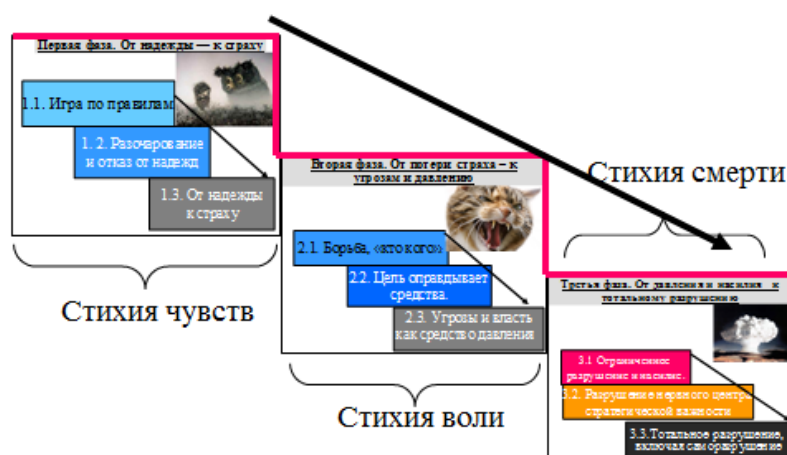 Первая фаза. От надежды — к страху
1.1. Игра по правилам
1. 2. Разочарование
и отказ от надежд
1.3. От надежды
к страху
Стихия чувств
Вторая фаза. От потери страха – к
угрозам и давлению
2.1. Борьба, «кто кого»
2.2. Цель оправдывает
средства.
2.3. Угрозы и власть
как средство давления
Стихия воли
Стихия смерти
Третья фаза. От давления и насилия к
тотальному разрушению
3.1 Ограниченное
разрушение и насилие.
3.2. Разрушение нервного центра
стратегической важности
3.3.Тотальное разрушение,
включая саморазрушение